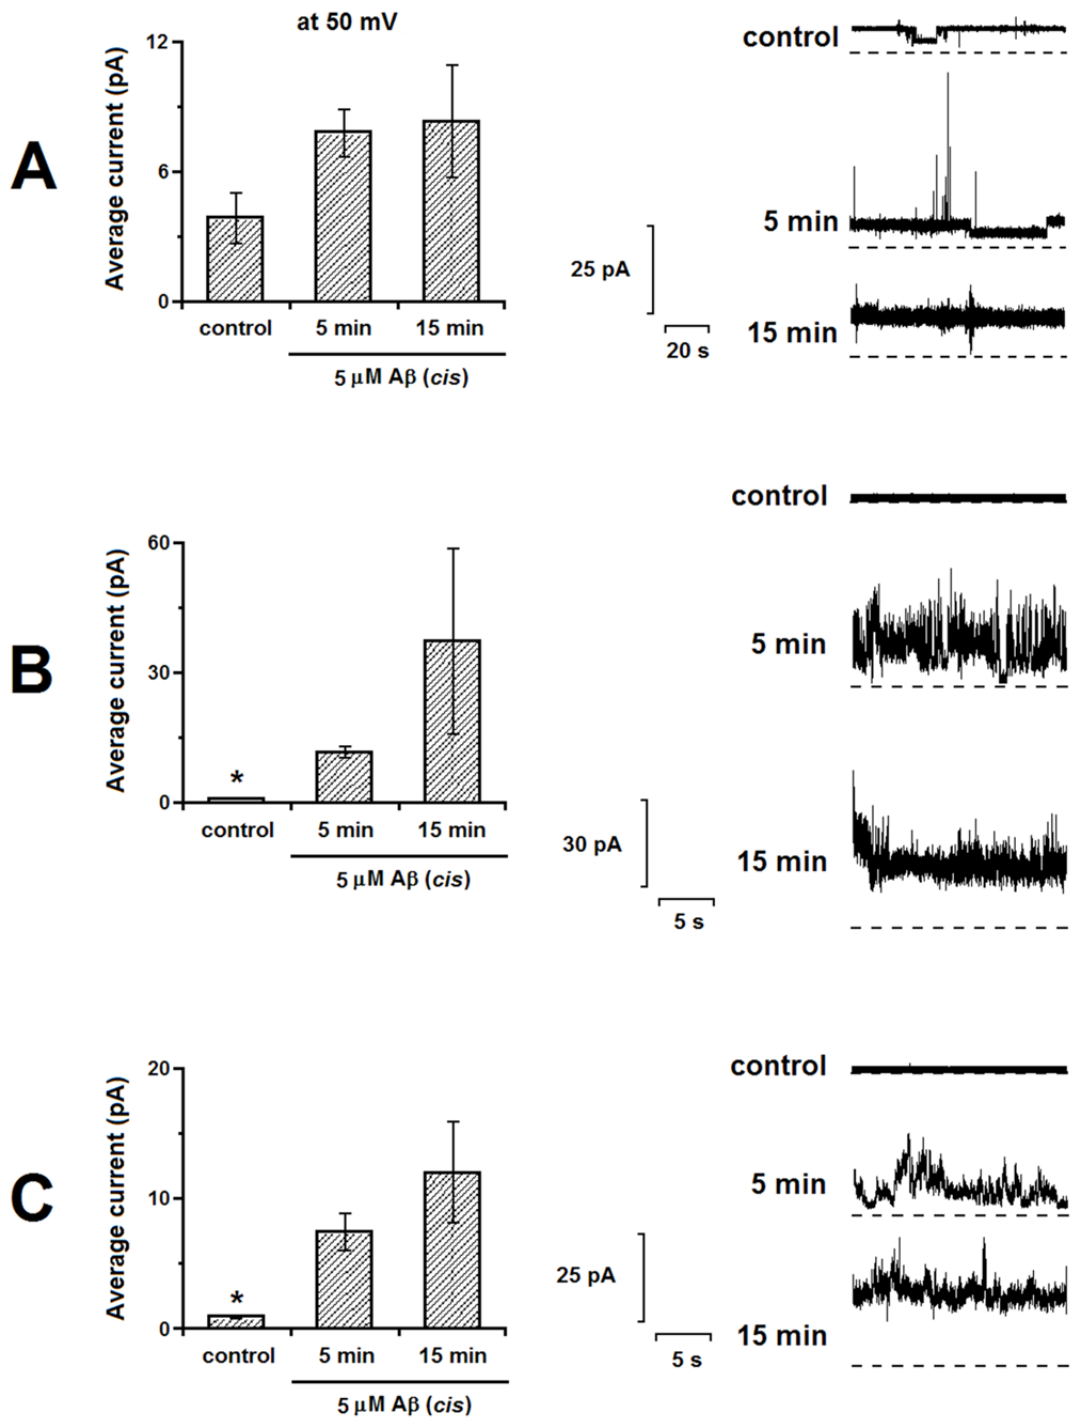 at 50 mV
A
Average current (pA)
12
6
0
control
5 min
15 min
5 μM Aβ (cis)
control
5 min
15 min
25 pA
20 s
B
Average current (pA)
60
30
0
*
control
5 min
15 min
5 μM Aβ (cis)
control
5 min
15 min
30 pA
5 s
C
Average current (pA)
20
10
0
*
control
5 min
15 min
5 μM Aβ (cis)
control
5 min
15 min
25 pA
5 s